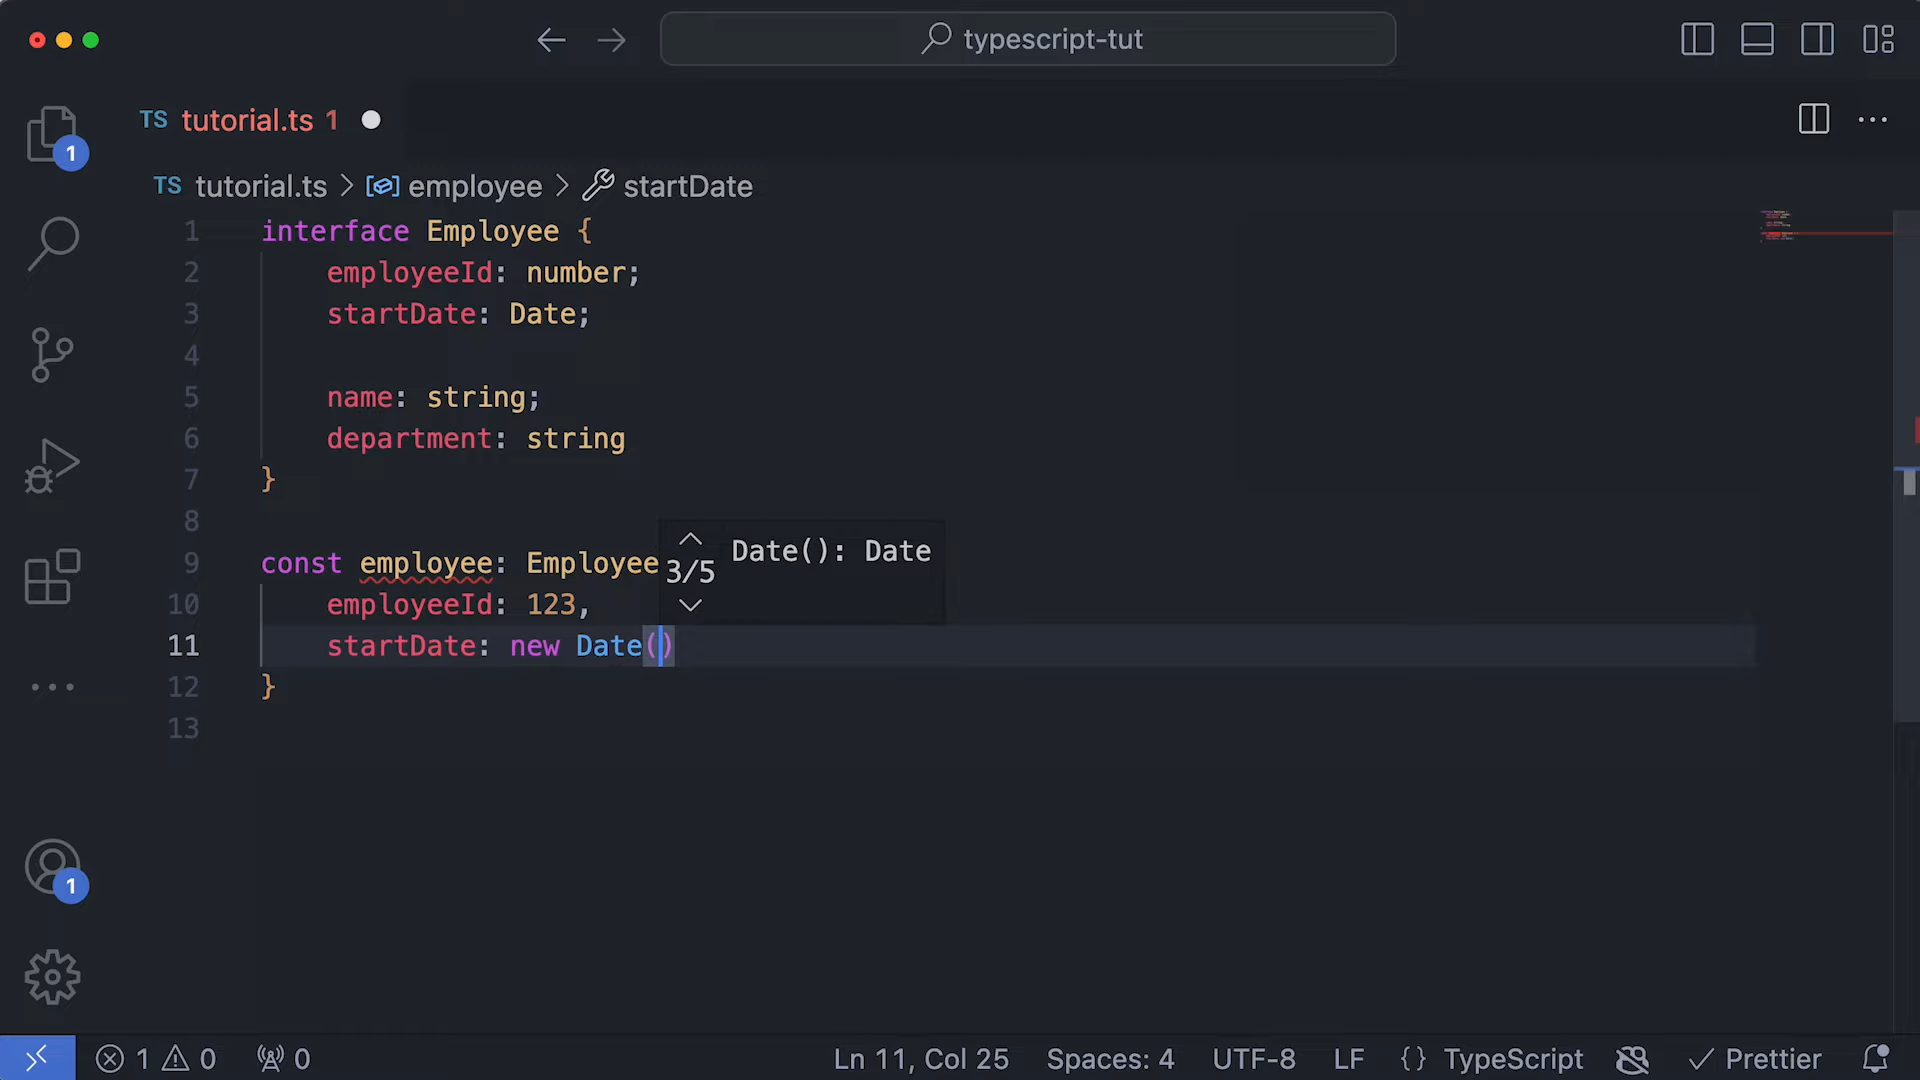 typescript-tut
TS tutorial.ts 1
1
TS tutorial.ts > employee > startDate
1 interface Employee {
2 employeeId: number;
3 startDate: Date;
4
5 name: string;
6 department: string
7 }
8
3/5 Date(): Date
9 const employee: Employee
10 employeeId: 123,
11 startDate: new Date()
12 }
13
1
1 0 0 Ln 11, Col 25 Spaces: 4 UTF-8 LF {} TypeScript Prettier